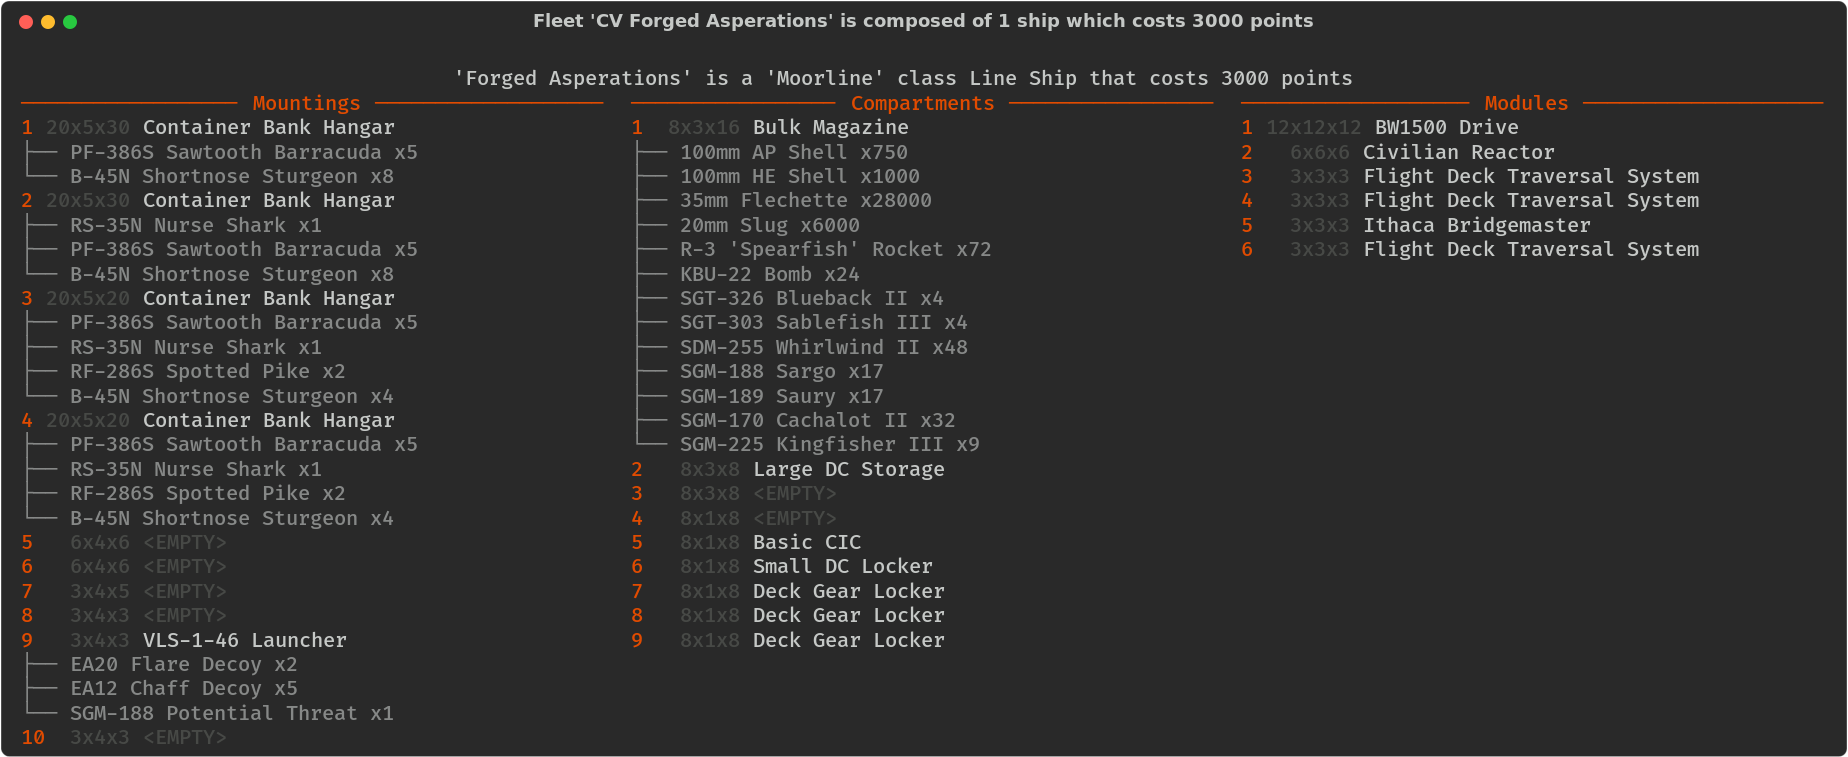 Fleet 'CV Forged Asperations' is composed of 1 ship which costs 3000 points
'Forged Asperations' is a 'Moorline' class Line Ship that costs 3000 points
Mountings
1 20x5x30 Container Bank Hangar
PF-386S Sawtooth Barracuda x5
B-45N Shortnose Sturgeon x8
2 20x5x30 Container Bank Hangar
RS-35N Nurse Shark x1
PF-386S Sawtooth Barracuda x5
B-45N Shortnose Sturgeon x8
3 20x5x20 Container Bank Hangar
PF-386S Sawtooth Barracuda x5
RS-35N Nurse Shark x1
RF-286S Spotted Pike x2
B-45N Shortnose Sturgeon x4
4 20x5x20 Container Bank Hangar
PF-386S Sawtooth Barracuda x5
RS-35N Nurse Shark x1
RF-286S Spotted Pike x2
B-45N Shortnose Sturgeon x4
5 6x4x6 <EMPTY>
6 6x4x6 <EMPTY>
7 3x4x5 <EMPTY>
8 3x4x3 <EMPTY>
9 3x4x3 VLS-1-46 Launcher
EA20 Flare Decoy x2
EA12 Chaff Decoy x5
SGM-188 Potential Threat x1
10 3x4x3 <EMPTY>
Compartments
1 8x3x16 Bulk Magazine
100mm AP Shell x750
100mm HE Shell x1000
35mm Flechette x28000
20mm Slug x6000
R-3 'Spearfish' Rocket x72
KBU-22 Bomb x24
SGT-326 Blueback II x4
SGT-303 Sablefish III x4
SDM-255 Whirlwind II x48
SGM-188 Sargo x17
SGM-189 Saury x17
SGM-170 Cachalot II x32
SGM-225 Kingfisher III x9
2 8x3x8 Large DC Storage
3 8x3x8 <EMPTY>
4 8x1x8 <EMPTY>
5 8x1x8 Basic CIC
6 8x1x8 Small DC Locker
7 8x1x8 Deck Gear Locker
8 8x1x8 Deck Gear Locker
9 8x1x8 Deck Gear Locker
Modules
1 12x12x12 BW1500 Drive
2 6x6x6 Civilian Reactor
3 3x3x3 Flight Deck Traversal System
4 3x3x3 Flight Deck Traversal System
5 3x3x3 Ithaca Bridgemaster
6 3x3x3 Flight Deck Traversal System